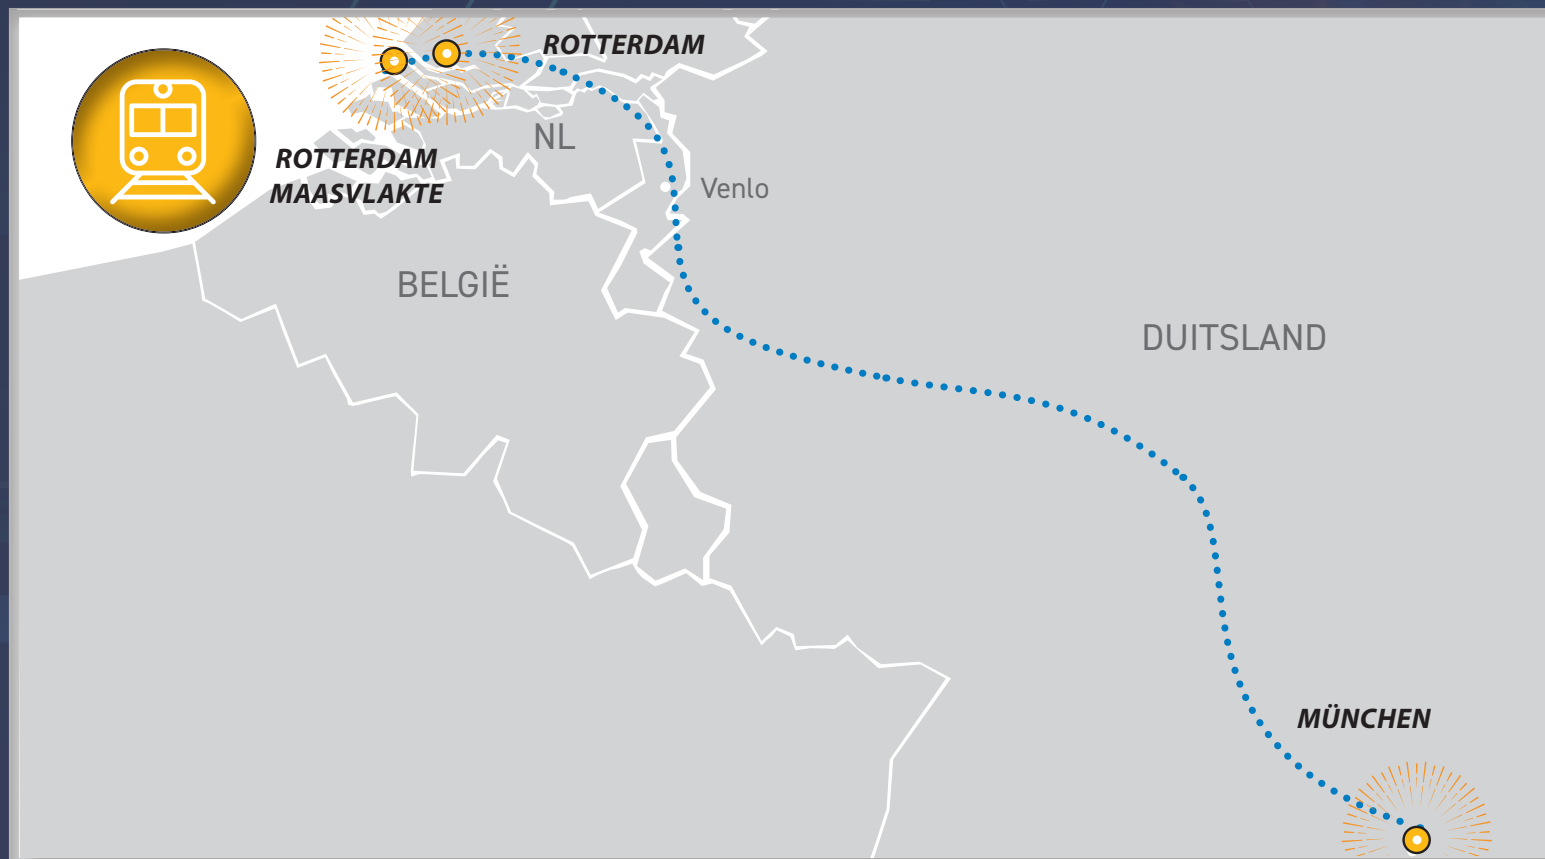 ROTTERDAM
NL
ROTTERDAM
MAASVLAKTE
Venlo
BELGIË
DUITSLAND
MÜNCHEN